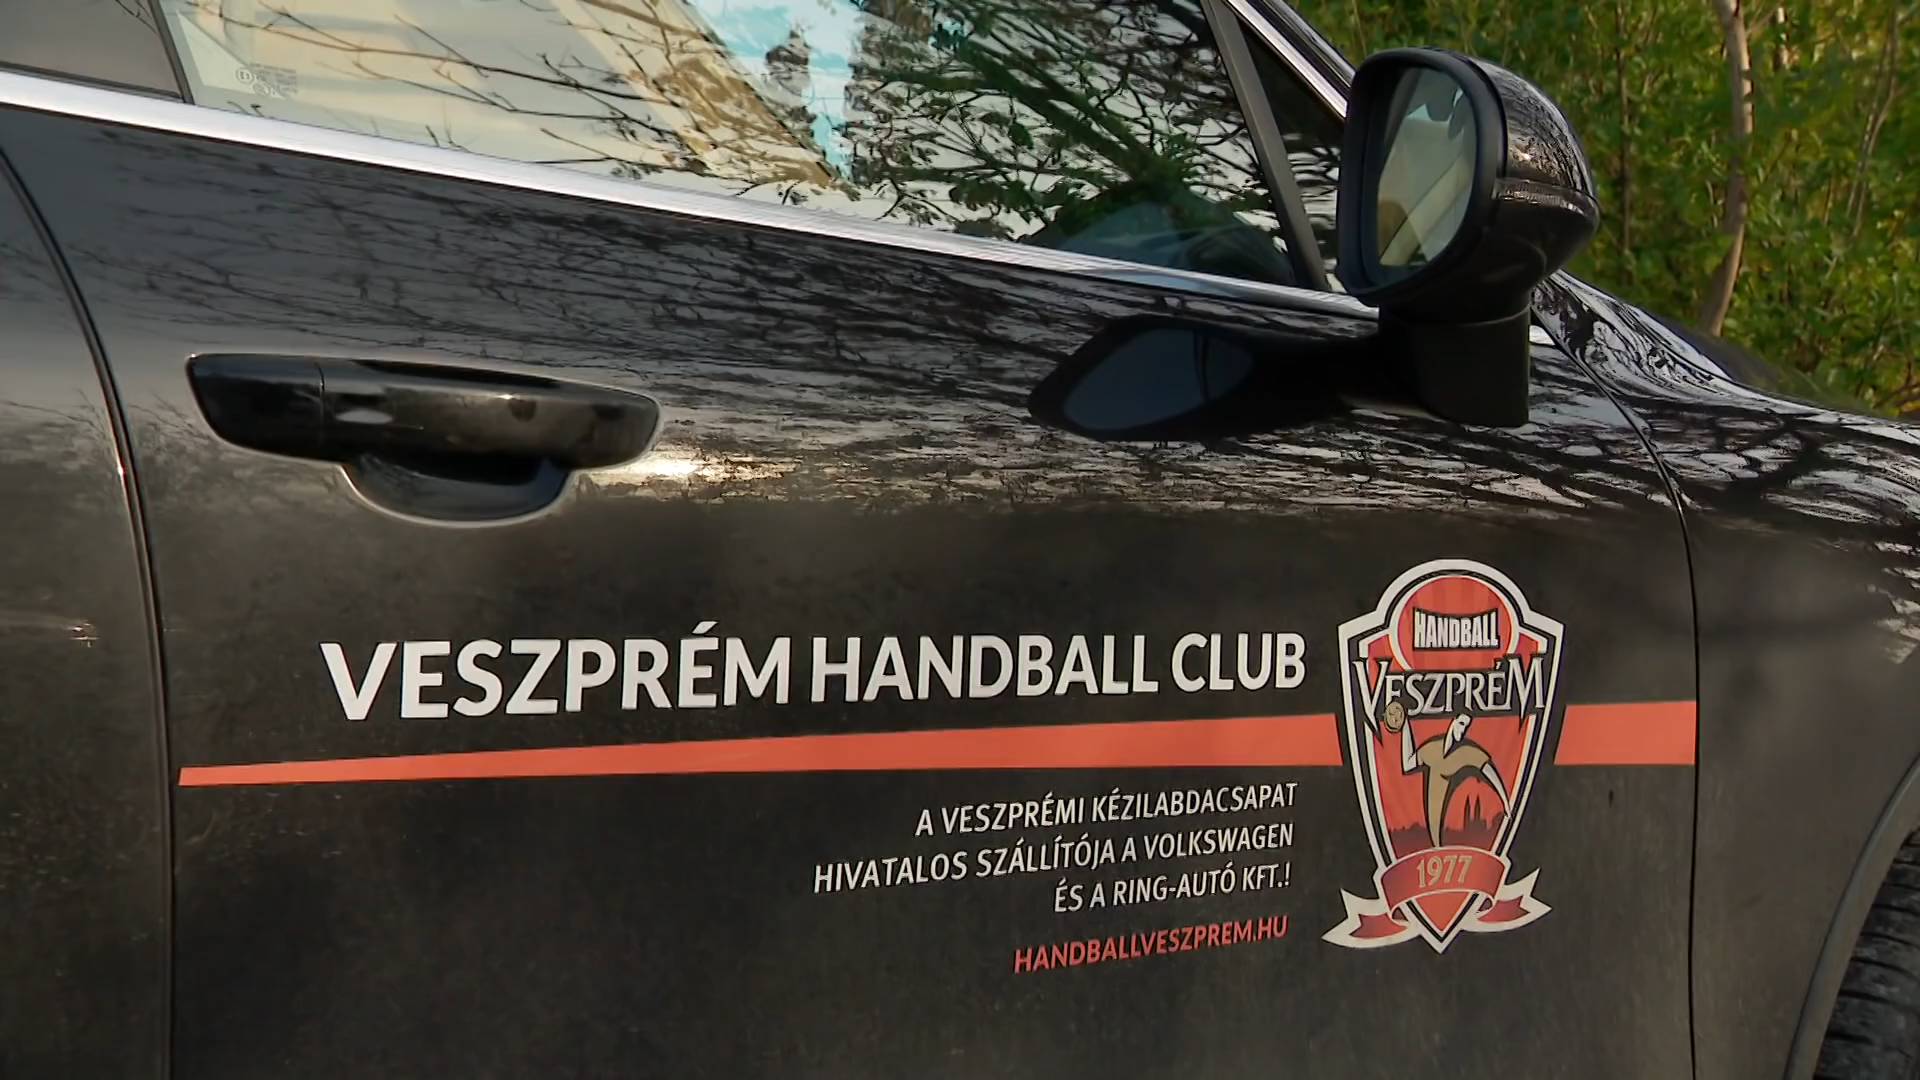 VESZPRÉM HANDBALL CLUB
A VESZPRÉMI KÉZILABDACSAPAT
HIVATALOS SZÁLLÍTÓJA A VOLKSWAGEN
ÉS A RING-AUTÓ KFT.!
HANDBALLVESZPREM.HU
HANDBALL
VESZPRÉM
1977